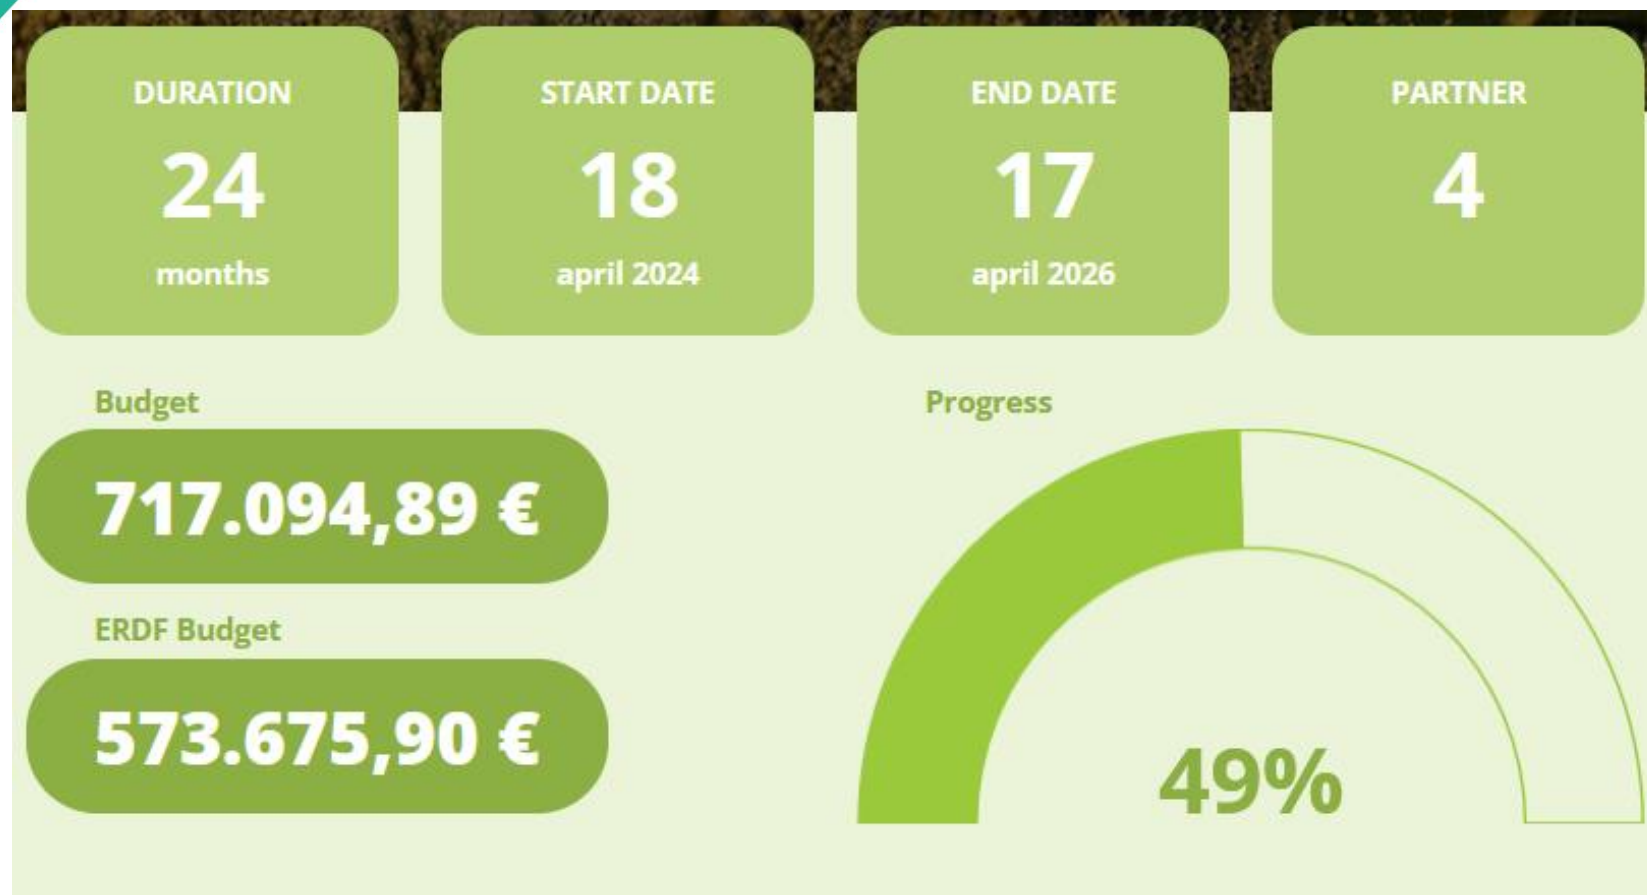 DURATION
24
months
START DATE
18
april 2024
END DATE
17
april 2026
PARTNER
4
Budget
717.094,89 €
ERDF Budget
573.675,90 €
Progress
49%